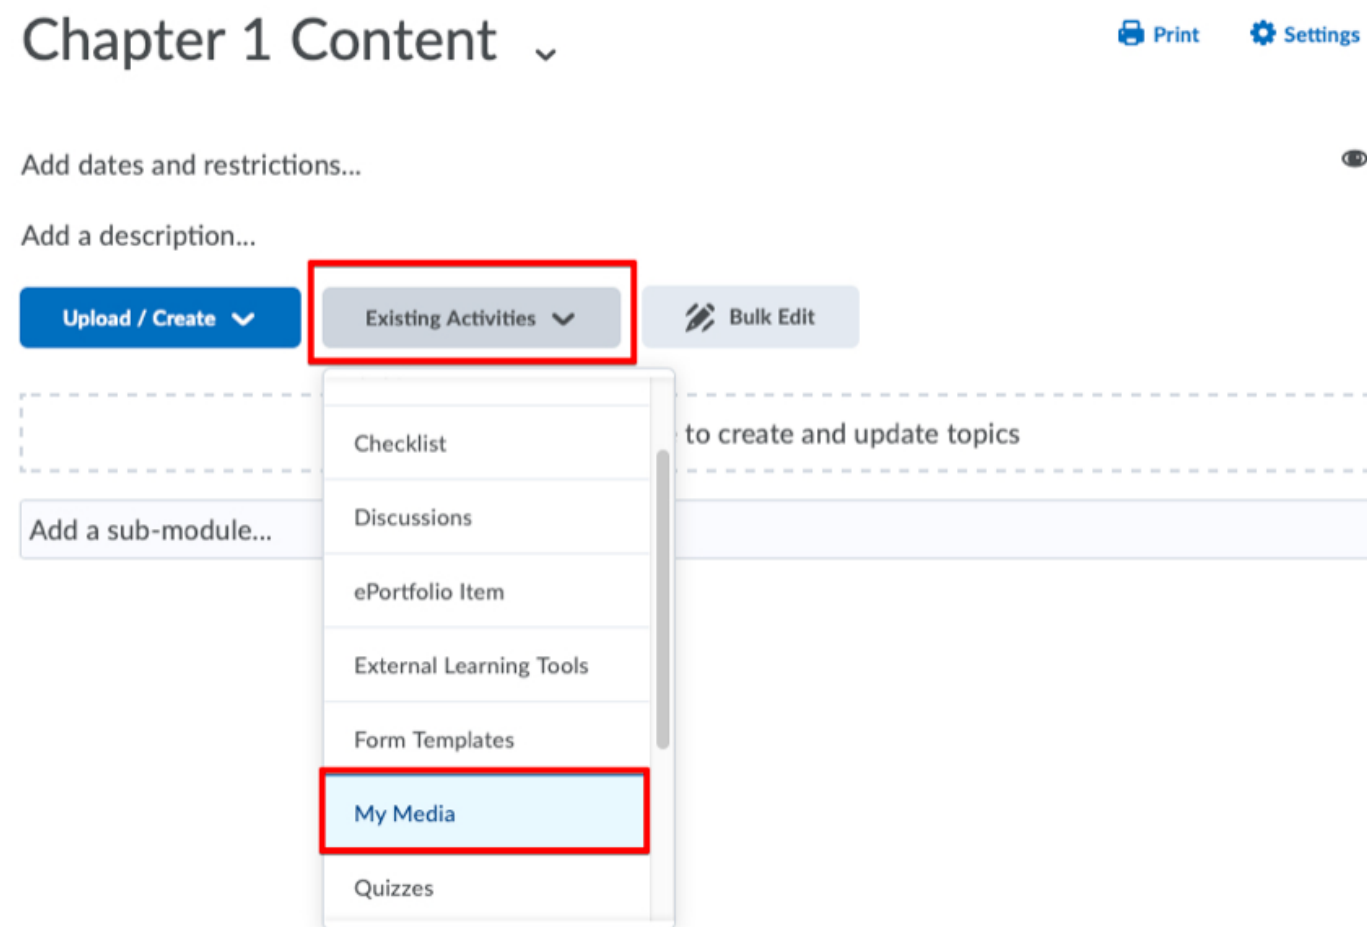 Chapter 1 Content
Print
Settings
Add dates and restrictions...
Add a description...
Upload / Create
Existing Activities
Bulk Edit
to create and update topics
Add a sub-module...
Checklist
Discussions
ePortfolio Item
External Learning Tools
Form Templates
My Media
Quizzes